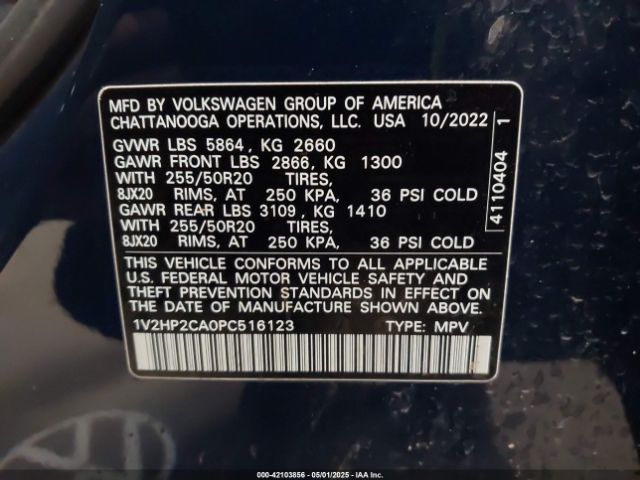 MFD BY VOLKSWAGEN GROUP OF AMERICA
CHATTANOOGA OPERATIONS, LLC. USA 10/2022
GVWR LBS 5864, KG 2660
GAWR FRONT LBS 2866, KG 1300
WITH 255/50R20 TIRES,
8JX20 RIMS, AT 250 KPA, 36 PSI COLD
GAWR REAR LBS 3109, KG 1410
WITH 255/50R20 TIRES,
8JX20 RIMS, AT 250 KPA, 36 PSI COLD
THIS VEHICLE CONFORMS TO ALL APPLICABLE
U.S. FEDERAL MOTOR VEHICLE SAFETY AND
THEFT PREVENTION STANDARDS IN EFFECT ON
THE DATE OF MANUFACTURE SHOWN ABOVE.
1V2HP2CA0PC516123 TYPE: MPV
4110404 1
000-42103856 - 05/01/2025 - IAA Inc.